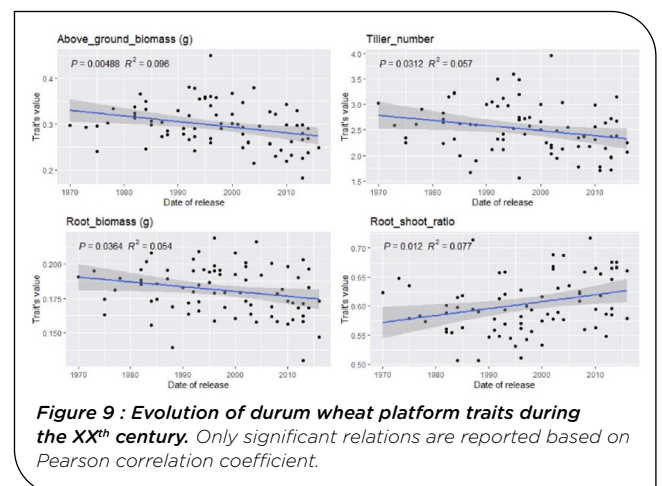 Above_ground_biomass (g)
P = 0.00488 R² = 0.096
Trait's value
0.4
0.3
0.2
1970 1980 1990 2000 2010
Date of release
Tiller_number
P = 0.0312 R² = 0.057
Trait's value
4.0
3.5
3.0
2.5
2.0
1.5
1970 1980 1990 2000 2010
Date of release
Root_biomass (g)
P = 0.0364 R² = 0.054
Trait's value
0.200
0.175
0.150
1970 1980 1990 2000 2010
Date of release
Root_shoot_ratio
P = 0.012 R² = 0.077
Trait's value
0.70
0.65
0.60
0.55
0.50
1970 1980 1990 2000 2010
Date of release
Figure 9 : Evolution of durum wheat platform traits during
the XXth century. Only significant relations are reported based on
Pearson correlation coefficient.